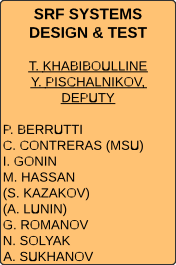 SRF SYSTEMS
DESIGN & TEST
T. KHABIBOULLINE
Y. PISCHALNIKOV,
DEPUTY
P. BERRUTTI
C. CONTRERAS (MSU)
I. GONIN
M. HASSAN
(S. KAZAKOV)
(A. LUNIN)
G. ROMANOV
N. SOLYAK
A. SUKHANOV